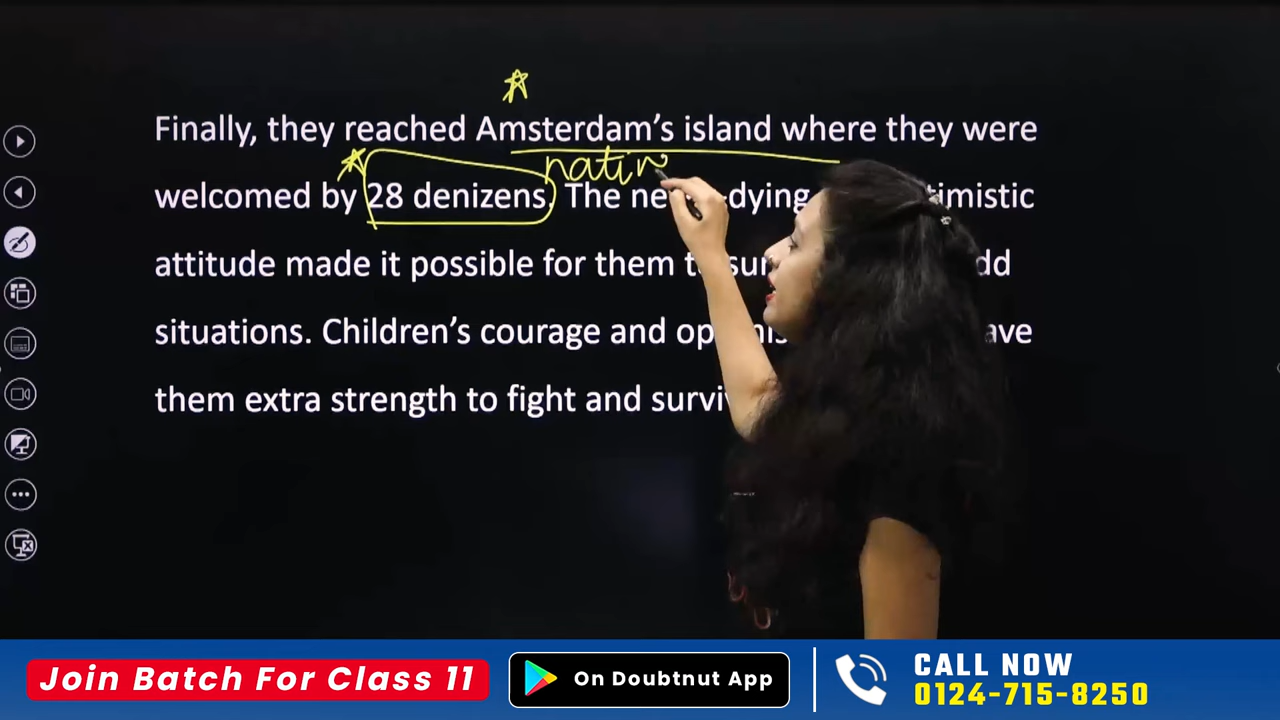 Finally, they reached Amsterdam's island where they were
nativ
welcomed by 28 denizens. The ne dying timistic
attitude made it possible for them t sur dd
situations. Children's courage and op ave
them extra strength to fight and surviv
Join Batch For Class 11
On Doubtnut App
CALL NOW
0124-715-8250